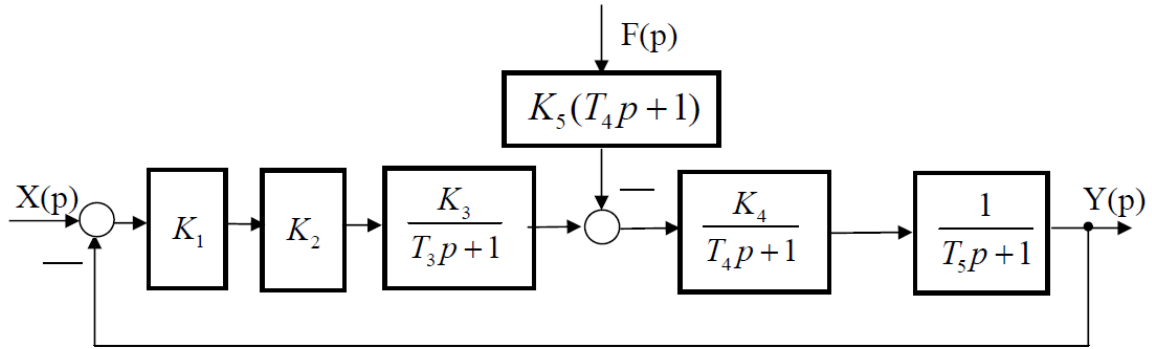 F(p)
K₅(T₄p + 1)
X(p)
K₁
K₂
K₃
T₃p + 1
—
K₄
T₄p + 1
1
T₅p + 1
Y(p)
—